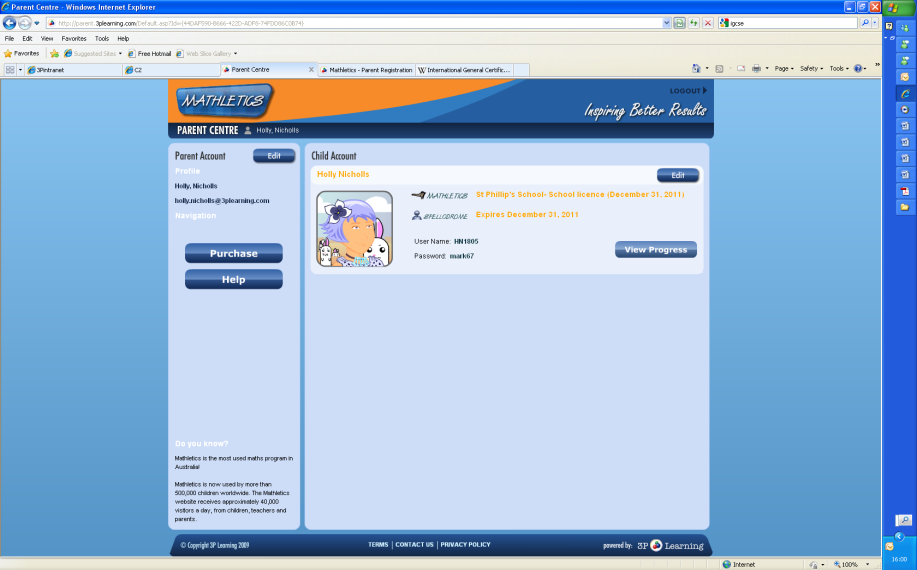 Parent Centre - Windows Internet Explorer
http://parent.3plearning.com/Default.asp?
igcse
File Edit View Favorites Tools Help
Favorites Suggested Sites Free Hotmail Web Slice Gallery
3Pintranet C2 Parent Centre Mathletics - Parent Registration International General Certific...
Page Safety Tools
MATHLETICS
LOGOUT
Inspiring Better Results
PARENT CENTRE Holly, Nicholls
Parent Account Edit
Profile
Holly, Nicholls
holly.nicholls@3plearning.com
Navigation
Purchase
Help
Do you know?
Mathletics is the most used maths program in
Australia!
Mathletics is now used by more than
500,000 children worldwide. The Mathletics
website receives approximately 40,000
visitors a day, from children, teachers and
parents.
Child Account
Holly Nicholls Edit
MATHLETICS St Phillip's School- School licence (December 31, 2011)
SPELLODROME Expires December 31, 2011
User Name: HN1805
Password: mark67
View Progress
© Copyright 3P Learning 2009
TERMS | CONTACT US | PRIVACY POLICY
powered by: 3P Learning
Internet 100%
16:00